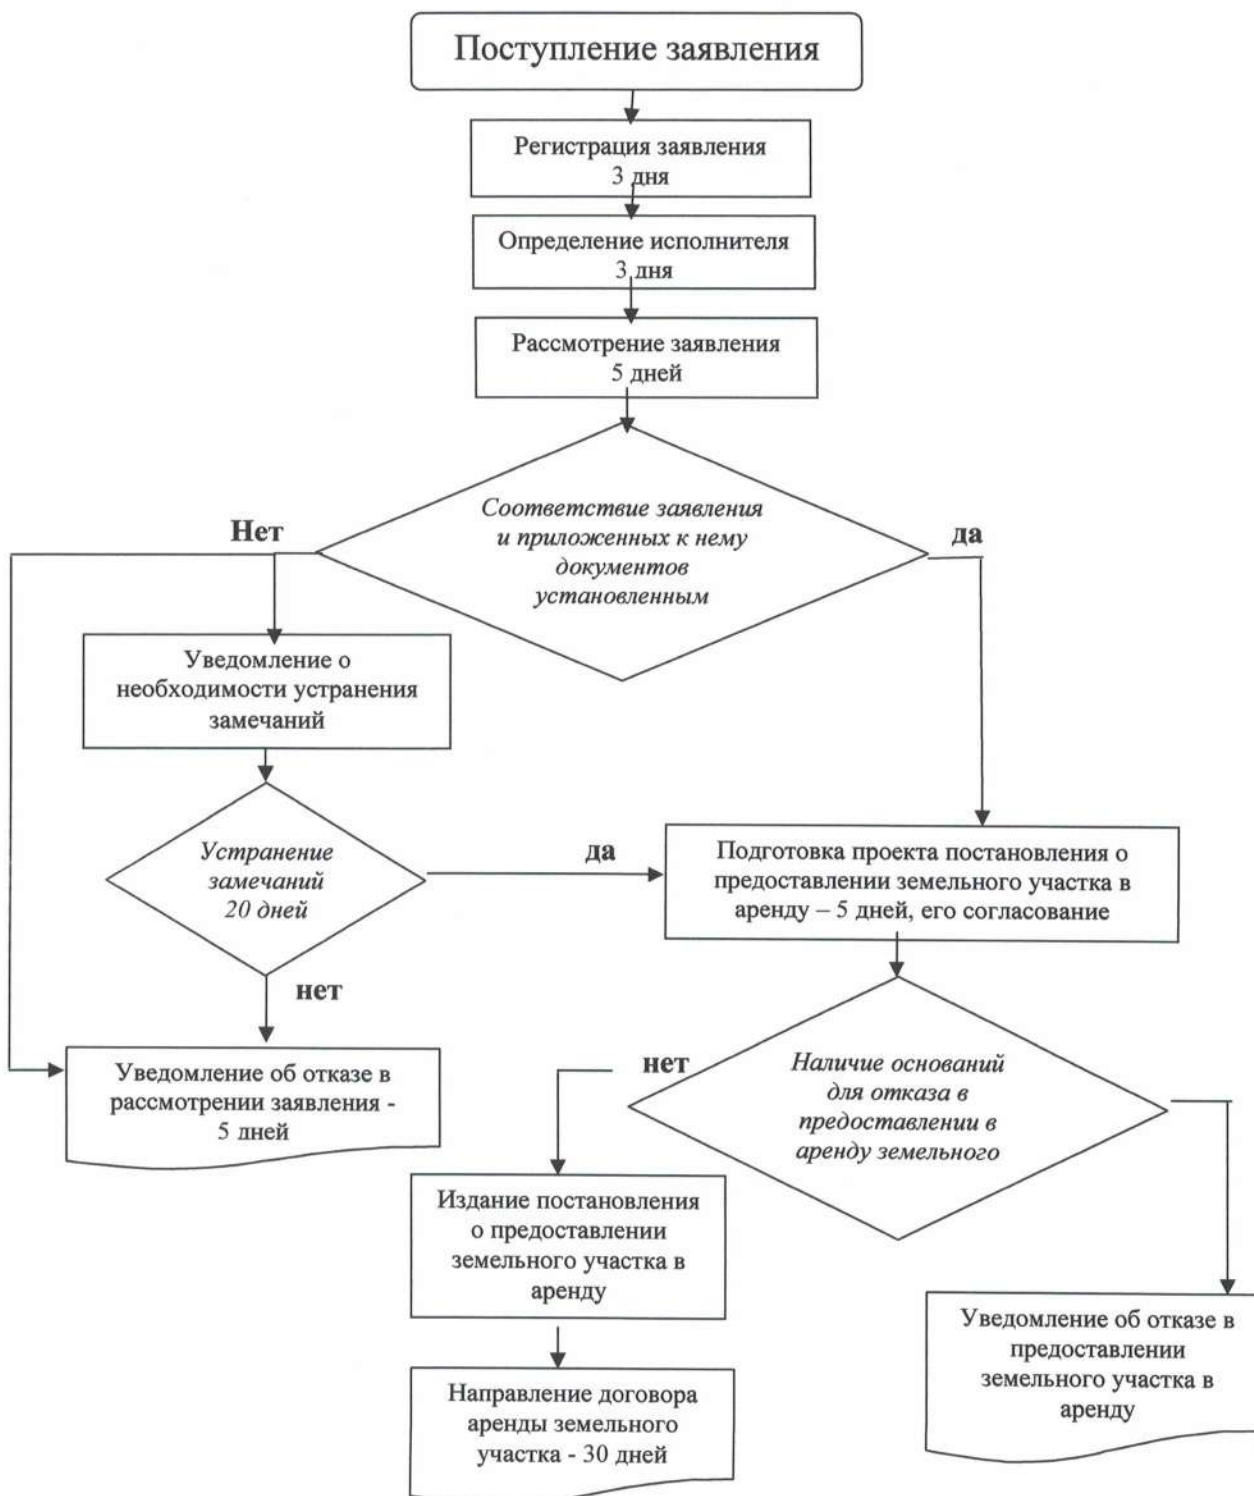 Поступление заявления
Регистрация заявления
3 дня
Определение исполнителя
3 дня
Рассмотрение заявления
5 дней
Соответствие заявления
и приложенных к нему
документов
установленным
Нет
да
Уведомление о
необходимости устранения
замечаний
Устранение
замечаний
20 дней
да
нет
Подготовка проекта постановления о
предоставлении земельного участка в
аренду – 5 дней, его согласование
Уведомление об отказе в
рассмотрении заявления -
5 дней
нет
Наличие оснований
для отказа в
предоставлении в
аренду земельного
Издание постановления
о предоставлении
земельного участка в
аренду
Уведомление об отказе в
предоставлении
земельного участка в
аренду
Направление договора
аренды земельного
участка - 30 дней